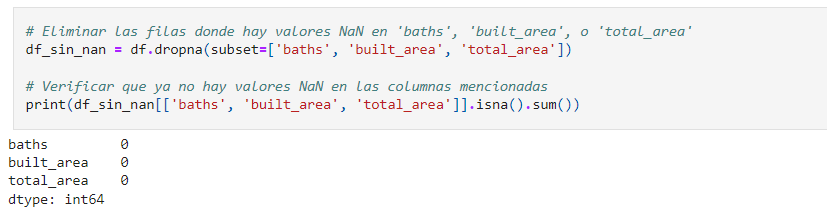 # Eliminar las filas donde hay valores NaN en 'baths', 'built_area', o 'total_area'
df_sin_nan = df.dropna(subset=['baths', 'built_area', 'total_area'])
# Verificar que ya no hay valores NaN en las columnas mencionadas
print(df_sin_nan[['baths', 'built_area', 'total_area']].isna().sum())
baths         0
built_area    0
total_area    0
dtype: int64